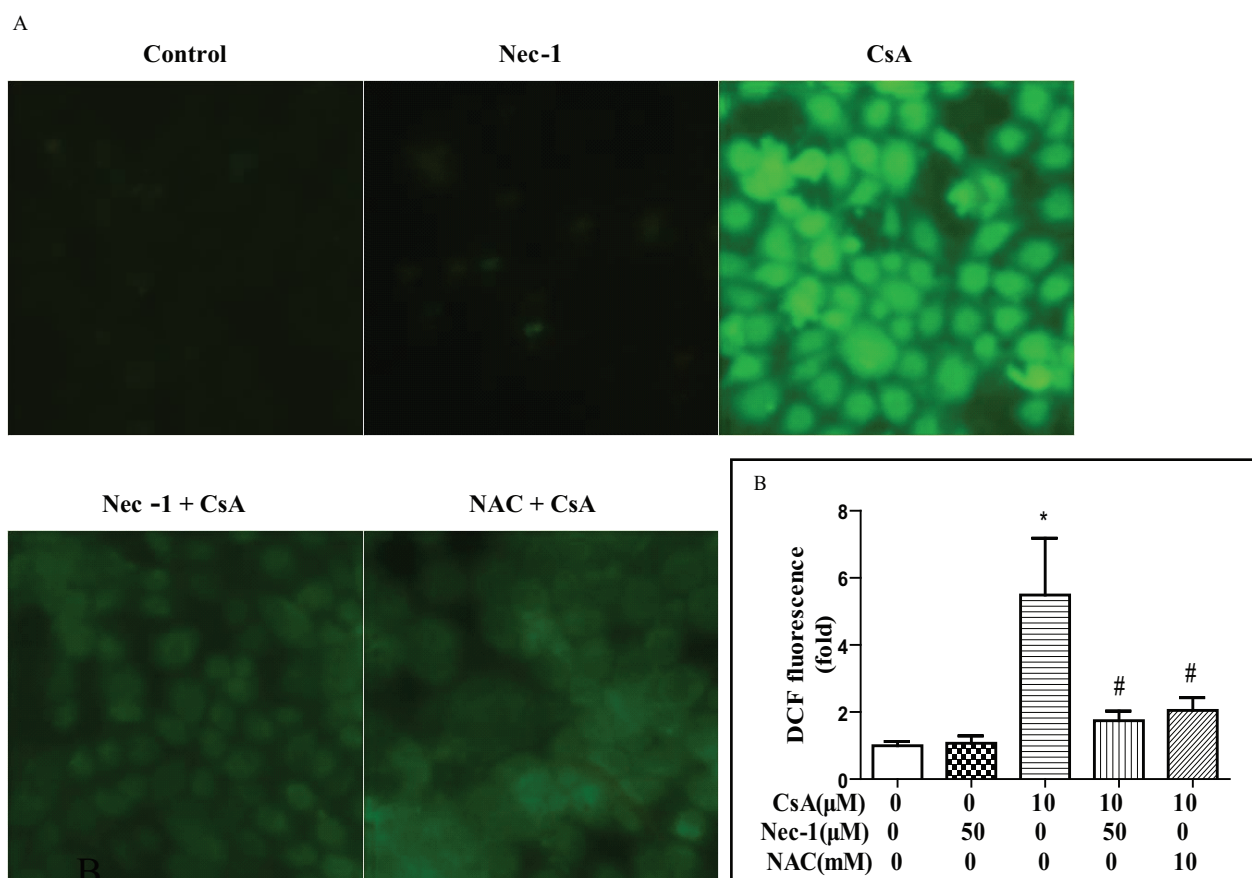 A
Control Nec-1 CsA
Nec -1 + CsA NAC + CsA
B
B
8
*
6
4
2
0
#
#
DCF fluorescence
(fold)
CsA(μM) 0 0 10 10 10
Nec-1(μM) 0 50 0 50 0
NAC(mM) 0 0 0 0 10